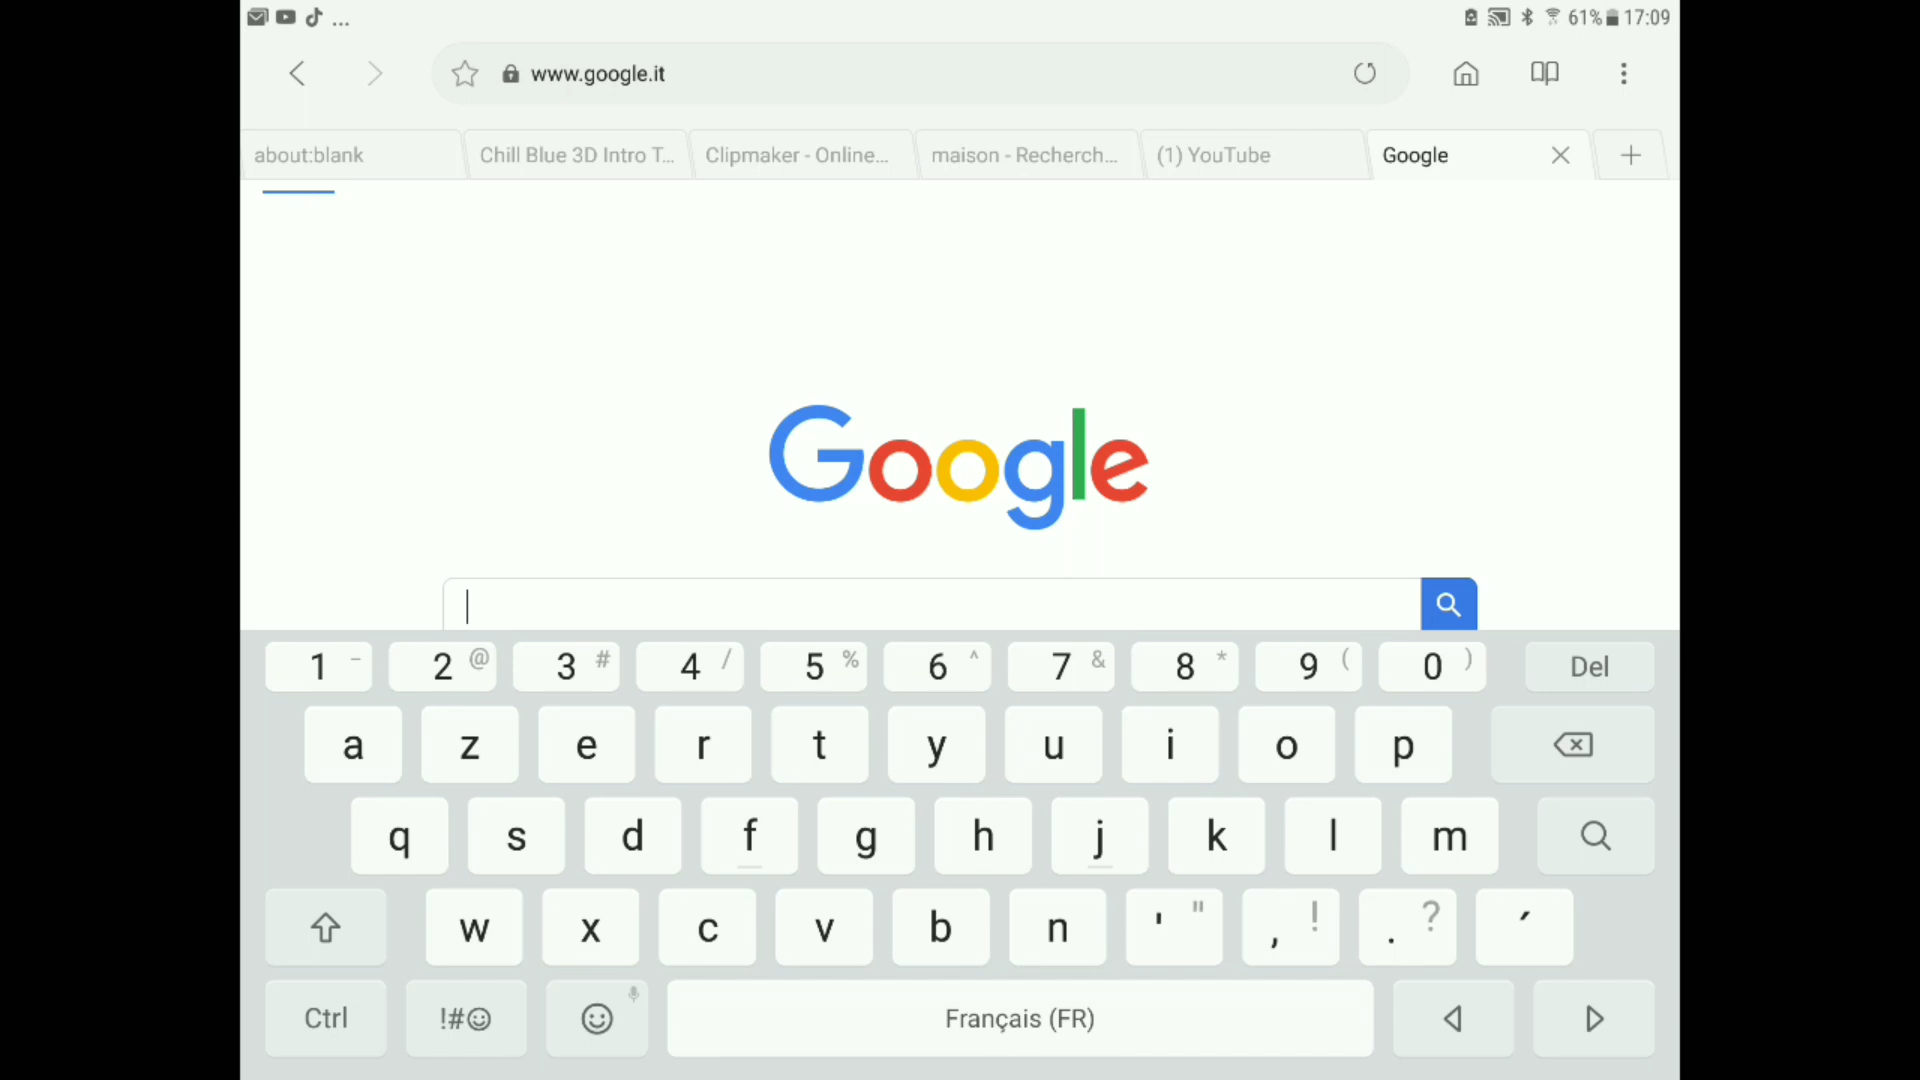 ... 61% 17:09
www.google.it
about:blank Chill Blue 3D Intro T... Clipmaker - Online... maison - Recherch... (1) YouTube Google
Google
1 - 2 @ 3 # 4 / 5 % 6 ^ 7 & 8 * 9 ( 0 ) Del
a z e r t y u i o p
q s d f g h j k l m
w x c v b n ' " , ! . ? ´
Ctrl !#☺ Français (FR)